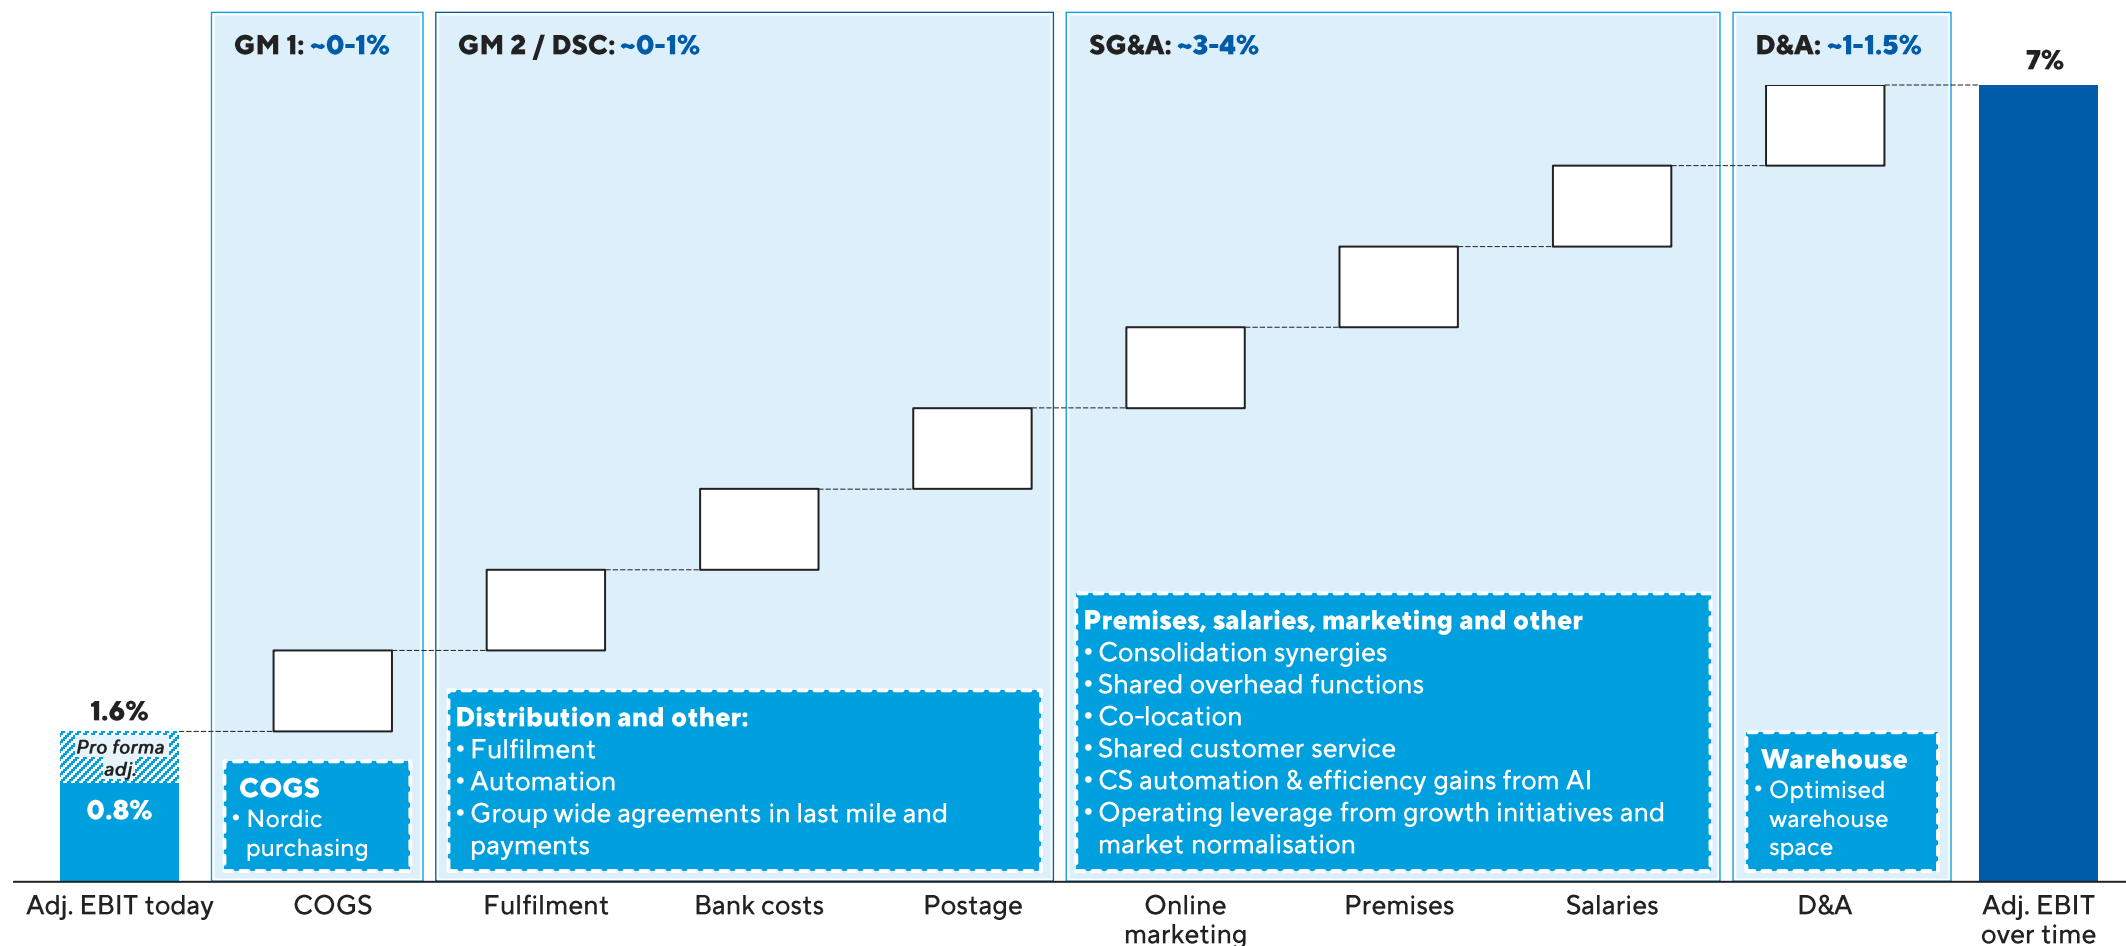 GM 1: ~0-1%
GM 2 / DSC: ~0-1%
SG&A: ~3-4%
D&A: ~1-1.5%
7%
1.6%
Pro forma
adj.
0.8%
COGS
• Nordic
purchasing
Distribution and other:
• Fulfilment
• Automation
• Group wide agreements in last mile and
payments
Premises, salaries, marketing and other
• Consolidation synergies
• Shared overhead functions
• Co-location
• Shared customer service
• CS automation & efficiency gains from AI
• Operating leverage from growth initiatives and
market normalisation
Warehouse
• Optimised
warehouse
space
Adj. EBIT today
COGS
Fulfilment
Bank costs
Postage
Online
marketing
Premises
Salaries
D&A
Adj. EBIT
over time